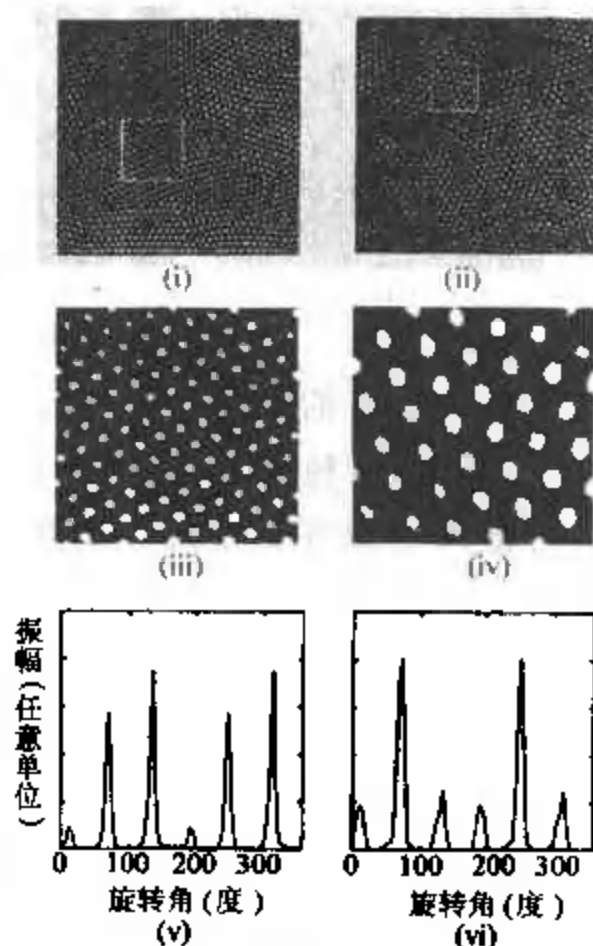 (i) (ii)
(iii) (iv)
振幅(任意单位)
0 100 200 300 0 100 200 300
旋转角(度) 旋转角(度)
(v) (vi)